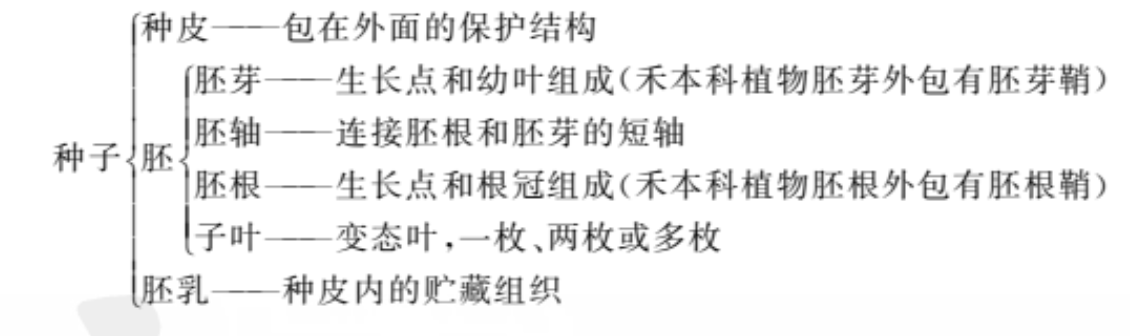 种皮——包在外面的保护结构
胚芽——生长点和幼叶组成(禾本科植物胚芽外包有胚芽鞘)
胚轴——连接胚根和胚芽的短轴
种子 胚
胚根——生长点和根冠组成(禾本科植物胚根外包有胚根鞘)
子叶——变态叶,一枚、两枚或多枚
胚乳——种皮内的贮藏组织